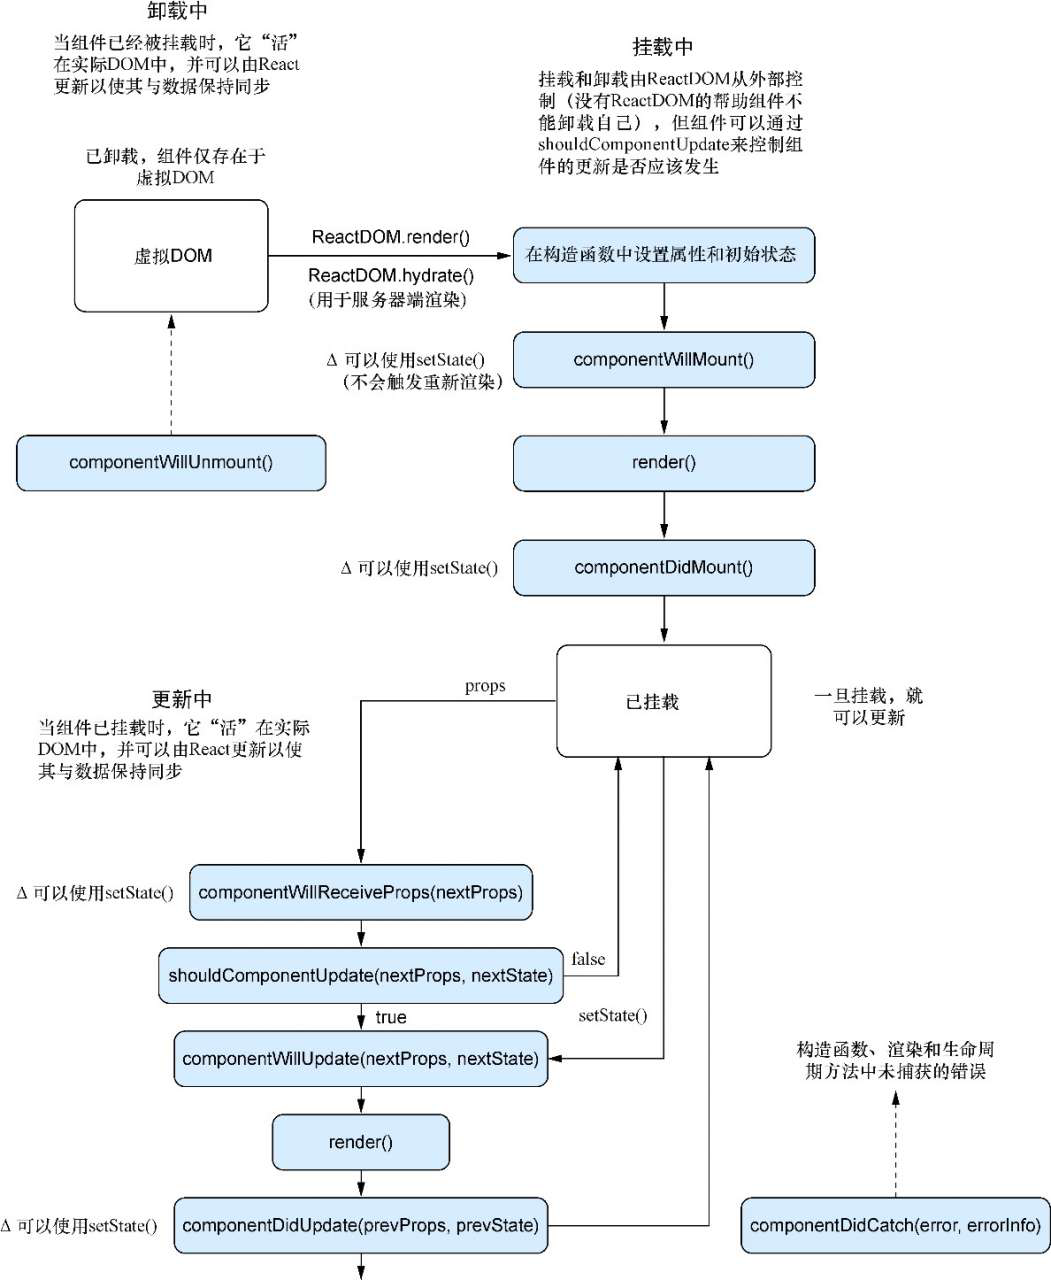 卸载中
当组件已经被挂载时，它“活”
在实际DOM中，并可以由React
更新以使其与数据保持同步
挂载中
挂载和卸载由ReactDOM从外部控
制（没有ReactDOM的帮助组件不
能卸载自己），但组件可以通过
shouldComponentUpdate来控制组
件的更新是否应该发生
已卸载，组件仅存在于
虚拟DOM
虚拟DOM
ReactDOM.render()
ReactDOM.hydrate()
(用于服务器端渲染)
在构造函数中设置属性和初始状态
Δ 可以使用setState()
（不会触发重新渲染）
componentWillMount()
componentWillUnmount()
render()
Δ 可以使用setState()
componentDidMount()
props
已挂载
一旦挂载，就
可以更新
更新中
当组件已挂载时，它“活”在实际
DOM中，并可以由React更新以使
其与数据保持同步
Δ 可以使用setState()
componentWillReceiveProps(nextProps)
shouldComponentUpdate(nextProps, nextState)
false
true
setState()
componentWillUpdate(nextProps, nextState)
构造函数、渲染和生命周
期方法中未捕获的错误
render()
Δ 可以使用setState()
componentDidUpdate(prevProps, prevState)
componentDidCatch(error, errorInfo)